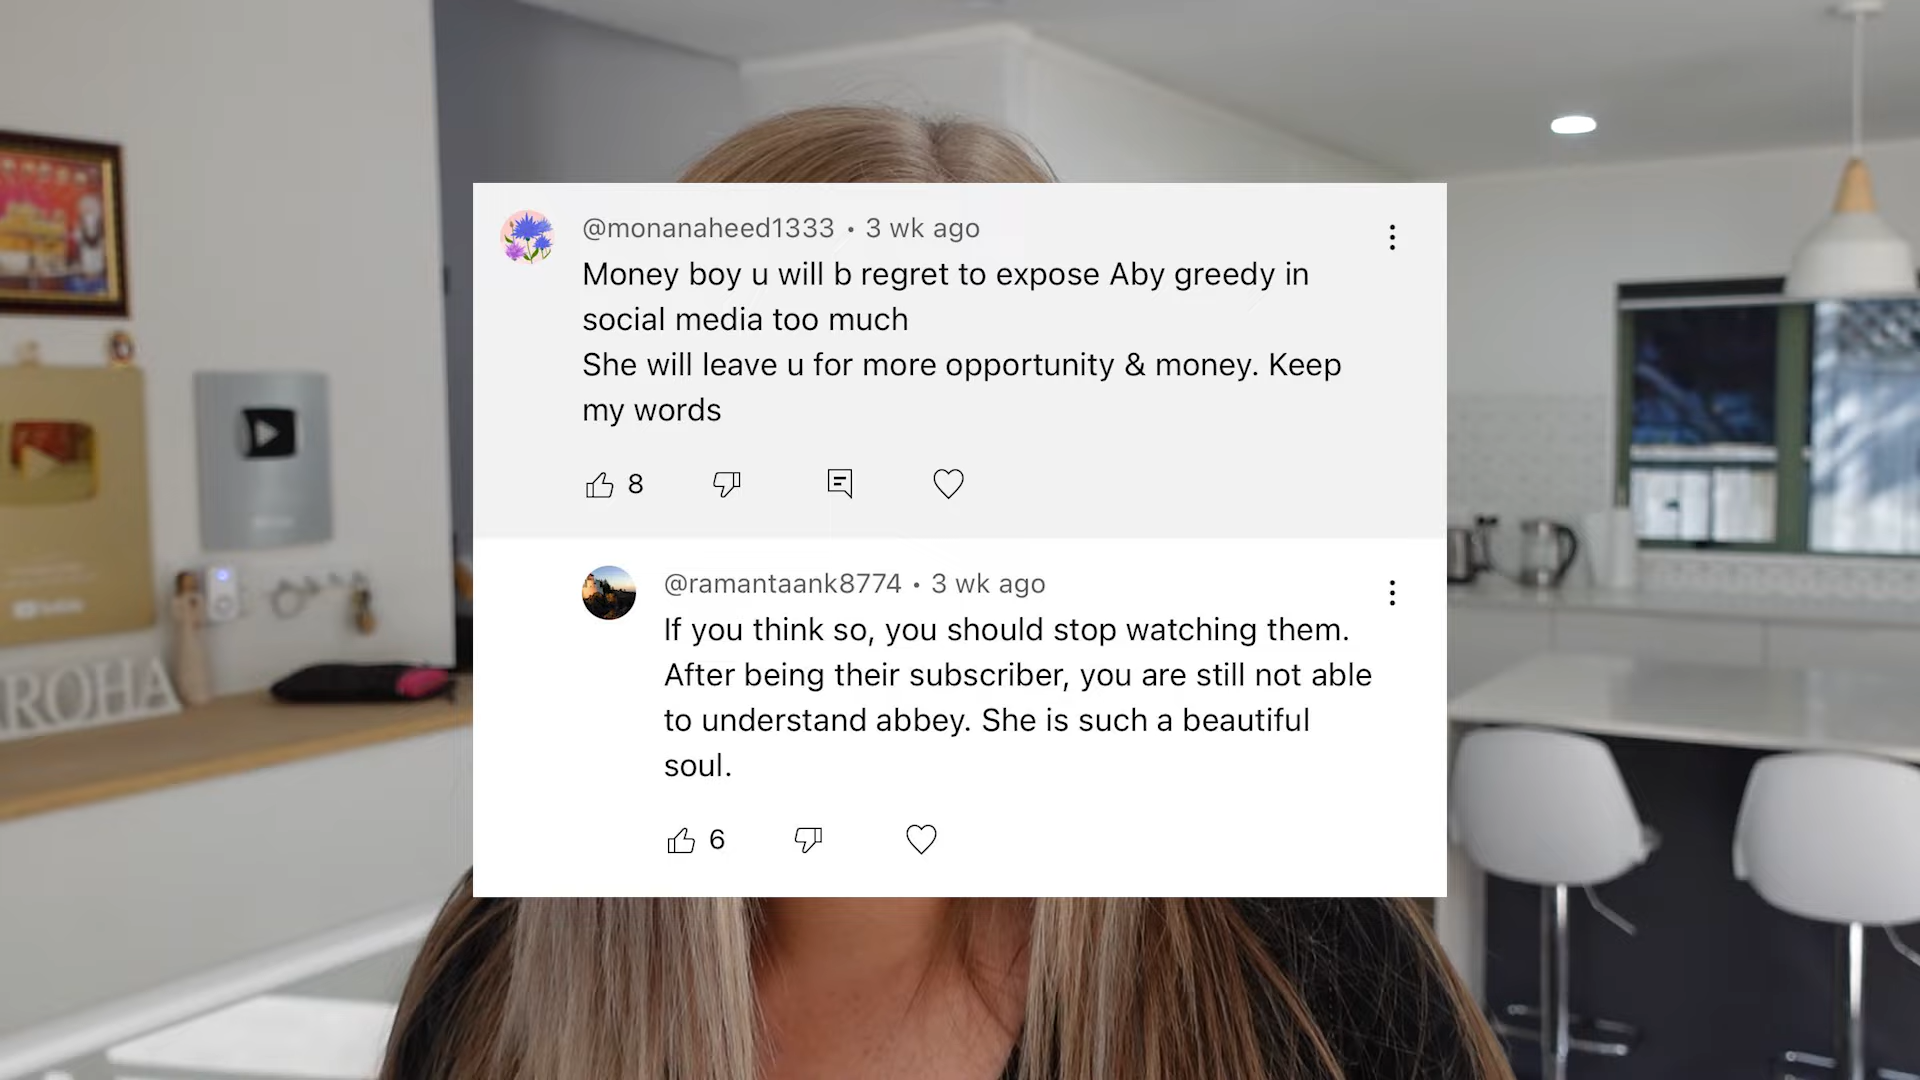 @monanaheed1333 • 3 wk ago
Money boy u will b regret to expose Aby greedy in
social media too much
She will leave u for more opportunity & money. Keep
my words
8
@ramantaank8774 • 3 wk ago
If you think so, you should stop watching them.
After being their subscriber, you are still not able
to understand abbey. She is such a beautiful
soul.
6
ROHA